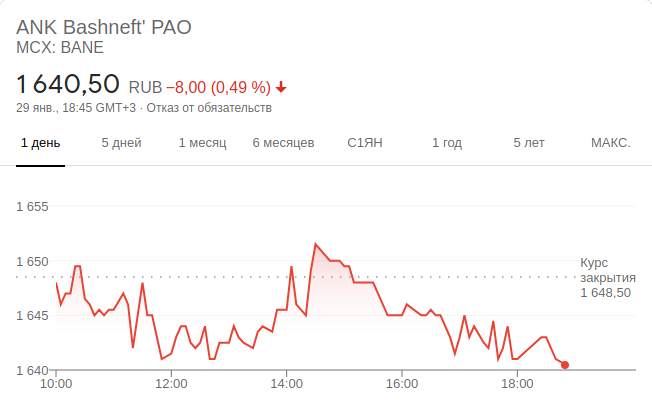 ANK Bashneft' PAO
MCX: BANE
1 640,50 RUB −8,00 (0,49 %)
29 янв., 18:45 GMT+3 · Отказ от обязательств
1 день 5 дней 1 месяц 6 месяцев С1ЯН 1 год 5 лет МАКС.
1 655
1 650
Курс
закрытия
1 648,50
1 645
1 640
10:00 12:00 14:00 16:00 18:00